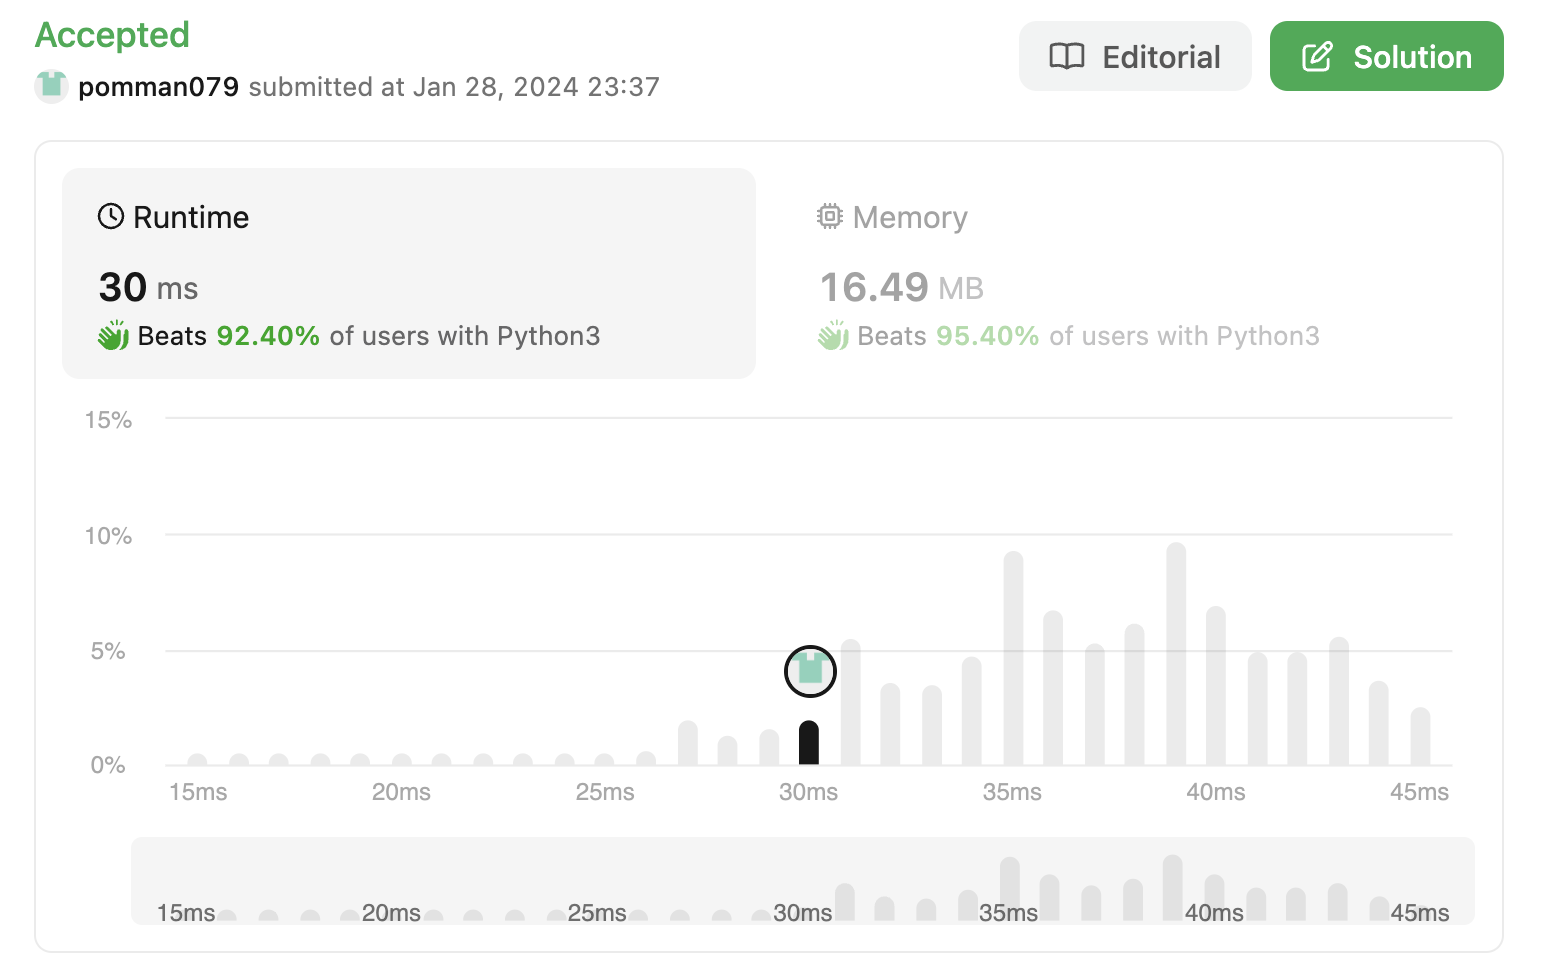 Accepted
pomman079 submitted at Jan 28, 2024 23:37
Editorial
Solution
Runtime
30 ms
Beats 92.40% of users with Python3
Memory
16.49 MB
Beats 95.40% of users with Python3
15%
10%
5%
0%
15ms 20ms 25ms 30ms 35ms 40ms 45ms
15ms 20ms 25ms 30ms 35ms 40ms 45ms